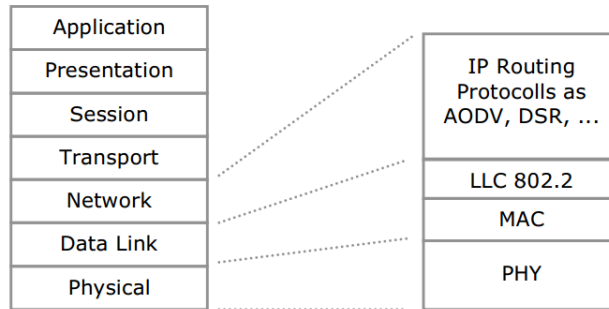 Application
Presentation
Session
Transport
Network
Data Link
Physical
IP Routing
Protocolls as
AODV, DSR, ...
LLC 802.2
MAC
PHY